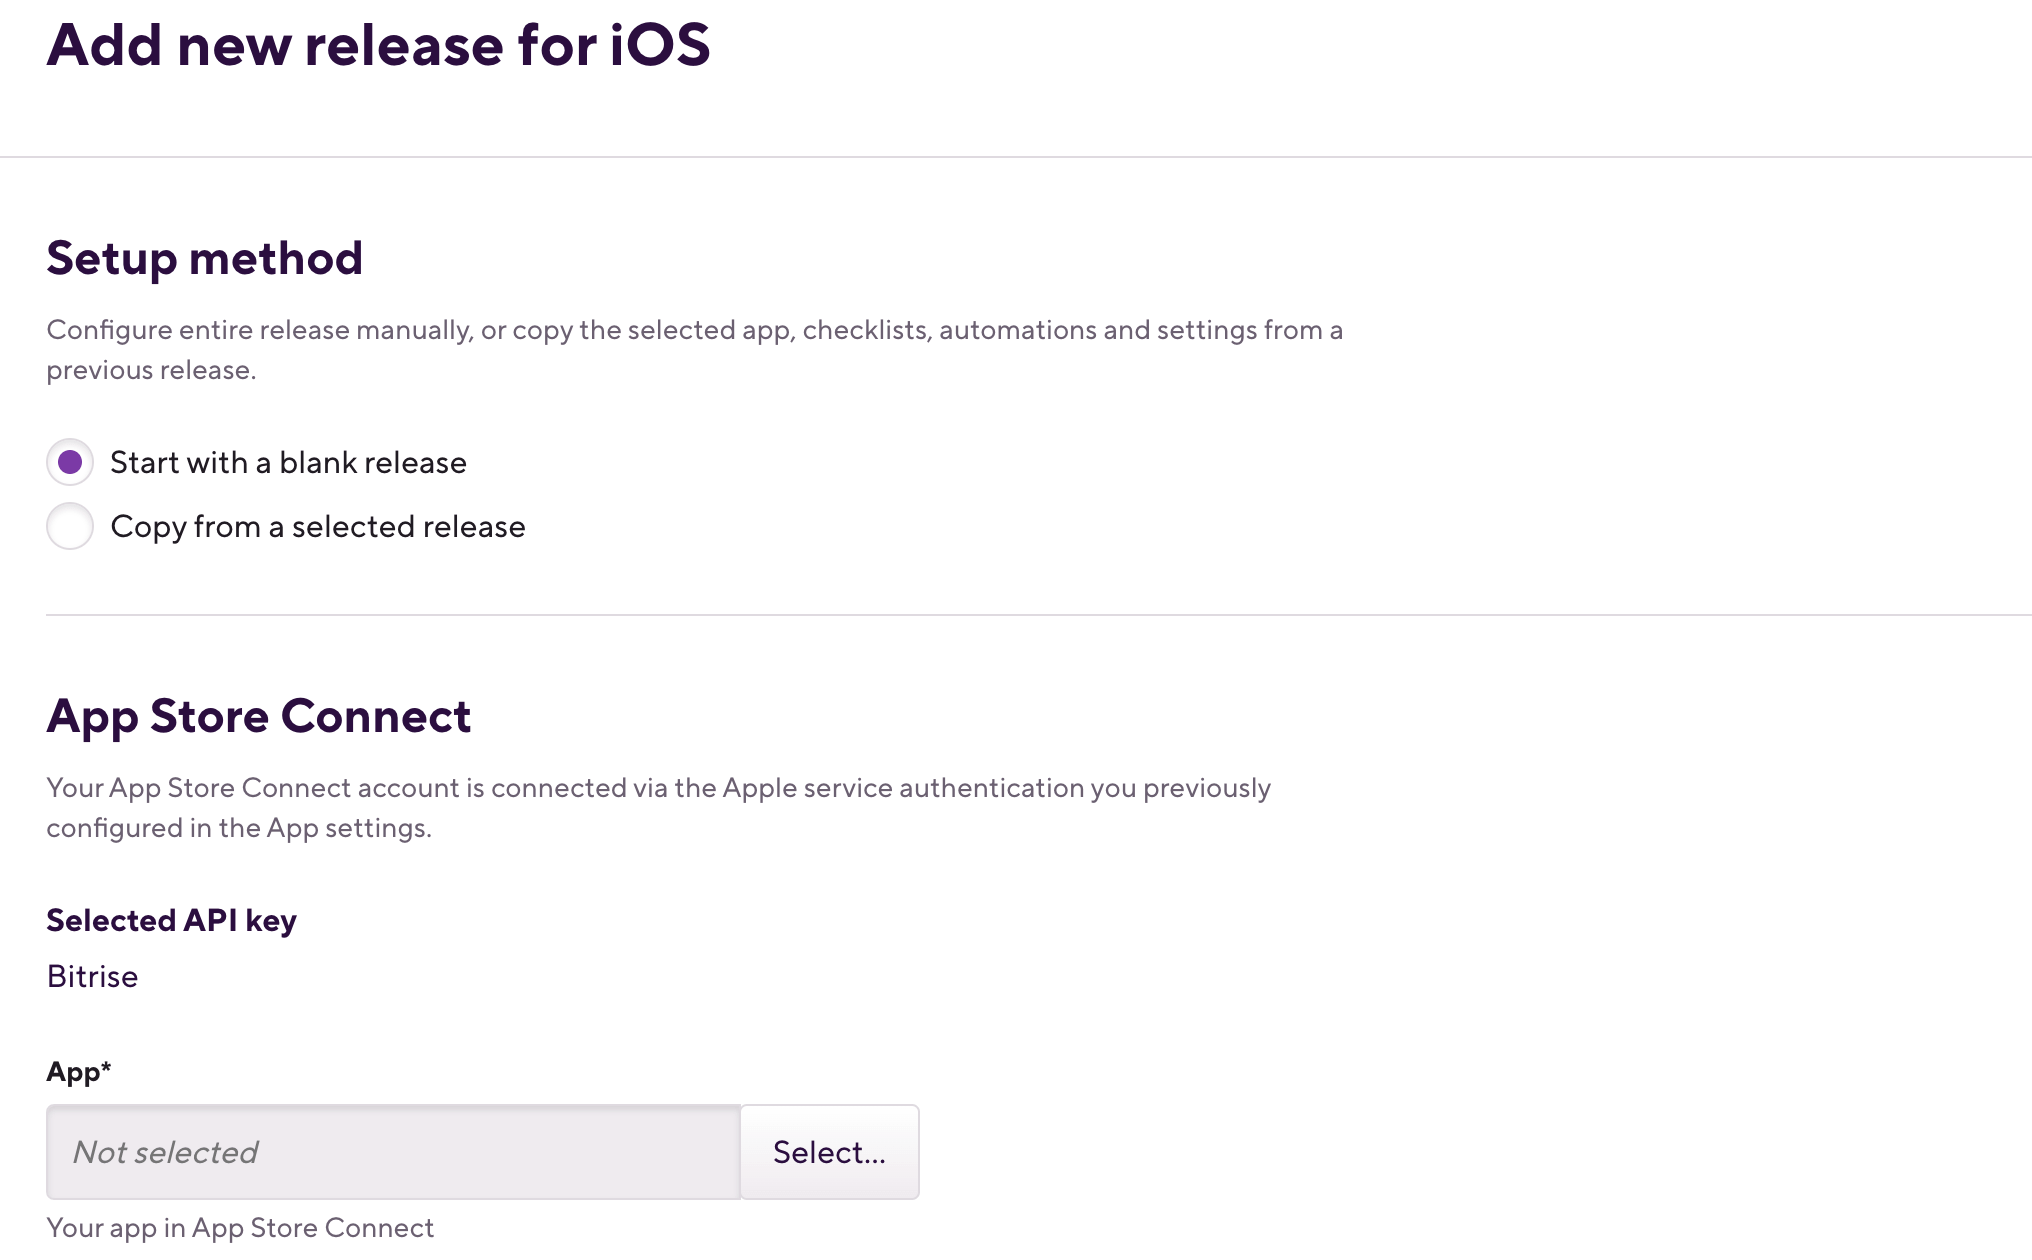 Add new release for iOS
Setup method
Configure entire release manually, or copy the selected app, checklists, automations and settings from a
previous release.
Start with a blank release
Copy from a selected release
App Store Connect
Your App Store Connect account is connected via the Apple service authentication you previously
configured in the App settings.
Selected API key
Bitrise
App*
Not selected
Select...
Your app in App Store Connect